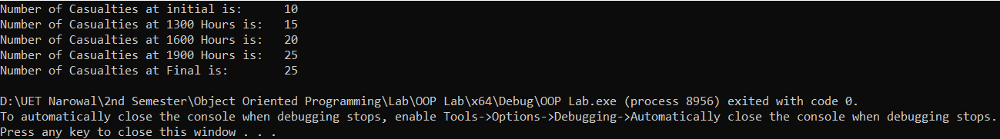 Number of Casualties at initial is:      10
Number of Casualties at 1300 Hours is:   15
Number of Casualties at 1600 Hours is:   20
Number of Casualties at 1900 Hours is:   25
Number of Casualties at Final is:        25
D:\UET Narowal\2nd Semester\Object Oriented Programming\Lab\OOP Lab\x64\Debug\OOP Lab.exe (process 8956) exited with code 0.
To automatically close the console when debugging stops, enable Tools->Options->Debugging->Automatically close the console when debugging stops.
Press any key to close this window . . .